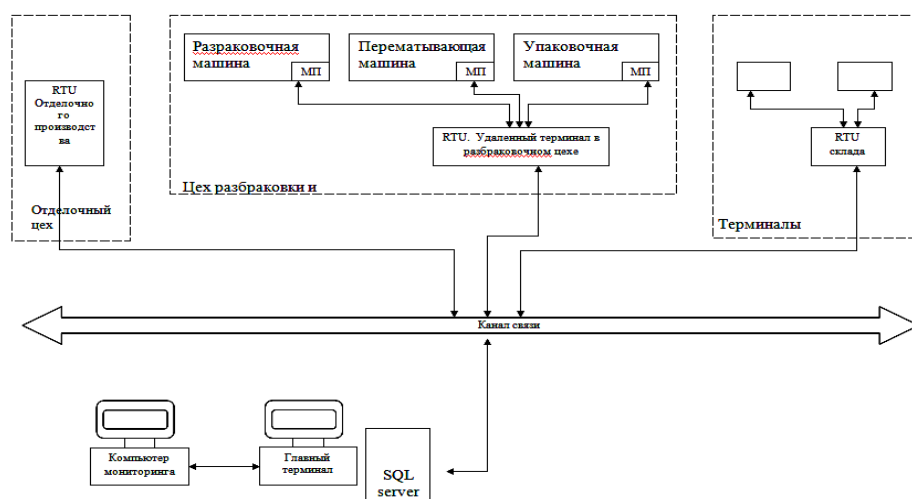 RTU
Отделочно
го
производст
ва
Отделочный
цех
Разраковочная
машина
МП
Перематывающая
машина
МП
Упаковочная
машина
МП
RTU. Удаленный терминал в
разбраковочном цехе
Цех разбраковки и
RTU
склада
Терминалы
Канал связи
Компьютер
мониторинга
Главный
терминал
SQL
server